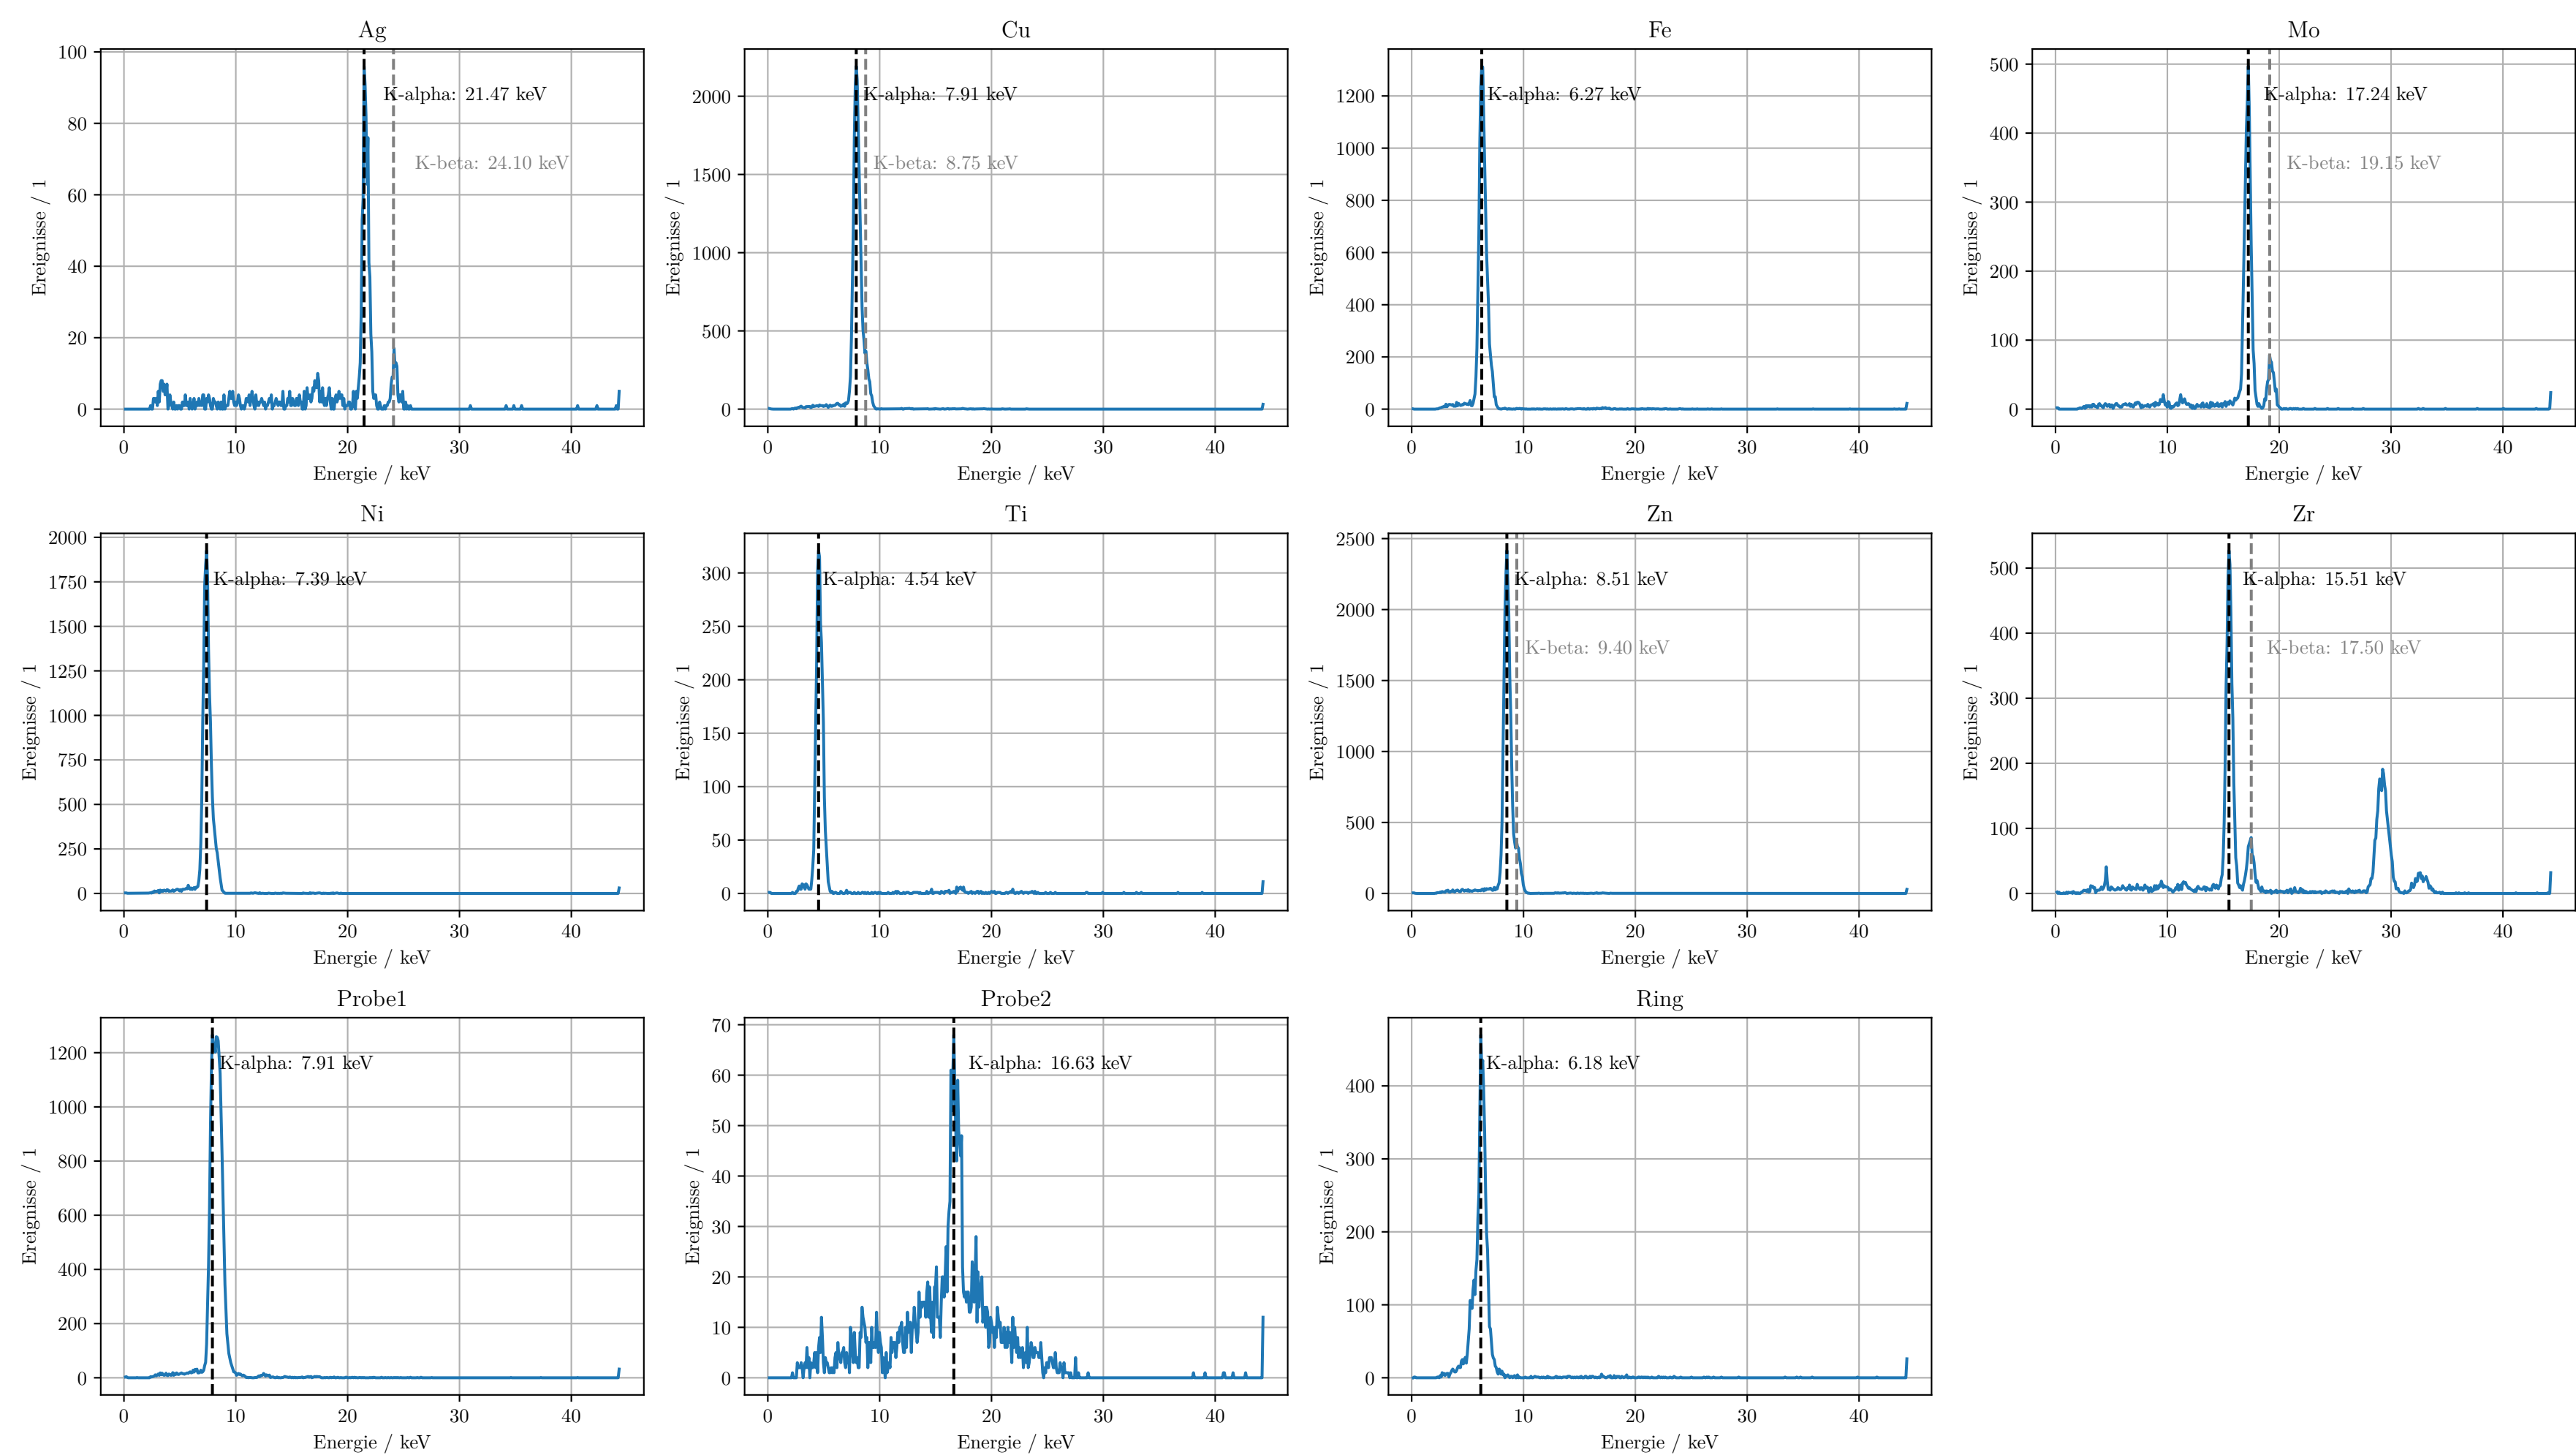 Ag
100
80
60
40
20
0
Ereignisse / 1
K-alpha: 21.47 keV
K-beta: 24.10 keV
0 10 20 30 40
Energie / keV
Cu
2000
1500
1000
500
0
Ereignisse / 1
K-alpha: 7.91 keV
K-beta: 8.75 keV
0 10 20 30 40
Energie / keV
Fe
1200
1000
800
600
400
200
0
Ereignisse / 1
K-alpha: 6.27 keV
0 10 20 30 40
Energie / keV
Mo
500
400
300
200
100
0
Ereignisse / 1
K-alpha: 17.24 keV
K-beta: 19.15 keV
0 10 20 30 40
Energie / keV
Ni
2000
1750
1500
1250
1000
750
500
250
0
Ereignisse / 1
K-alpha: 7.39 keV
0 10 20 30 40
Energie / keV
Ti
300
250
200
150
100
50
0
Ereignisse / 1
K-alpha: 4.54 keV
0 10 20 30 40
Energie / keV
Zn
2500
2000
1500
1000
500
0
Ereignisse / 1
K-alpha: 8.51 keV
K-beta: 9.40 keV
0 10 20 30 40
Energie / keV
Zr
500
400
300
200
100
0
Ereignisse / 1
K-alpha: 15.51 keV
K-beta: 17.50 keV
0 10 20 30 40
Energie / keV
Probe1
1200
1000
800
600
400
200
0
Ereignisse / 1
K-alpha: 7.91 keV
0 10 20 30 40
Energie / keV
Probe2
70
60
50
40
30
20
10
0
Ereignisse / 1
K-alpha: 16.63 keV
0 10 20 30 40
Energie / keV
Ring
400
300
200
100
0
Ereignisse / 1
K-alpha: 6.18 keV
0 10 20 30 40
Energie / keV